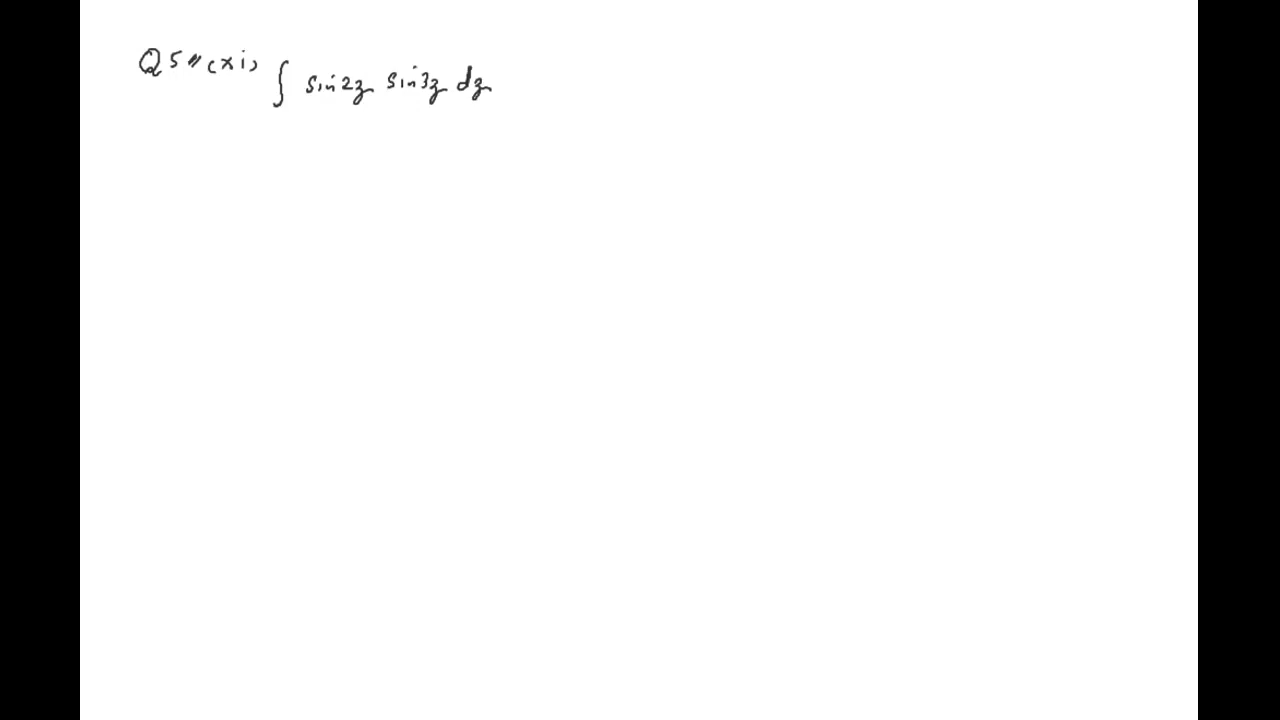 Q5〃(xi) ∫ sin2z sin3z dz